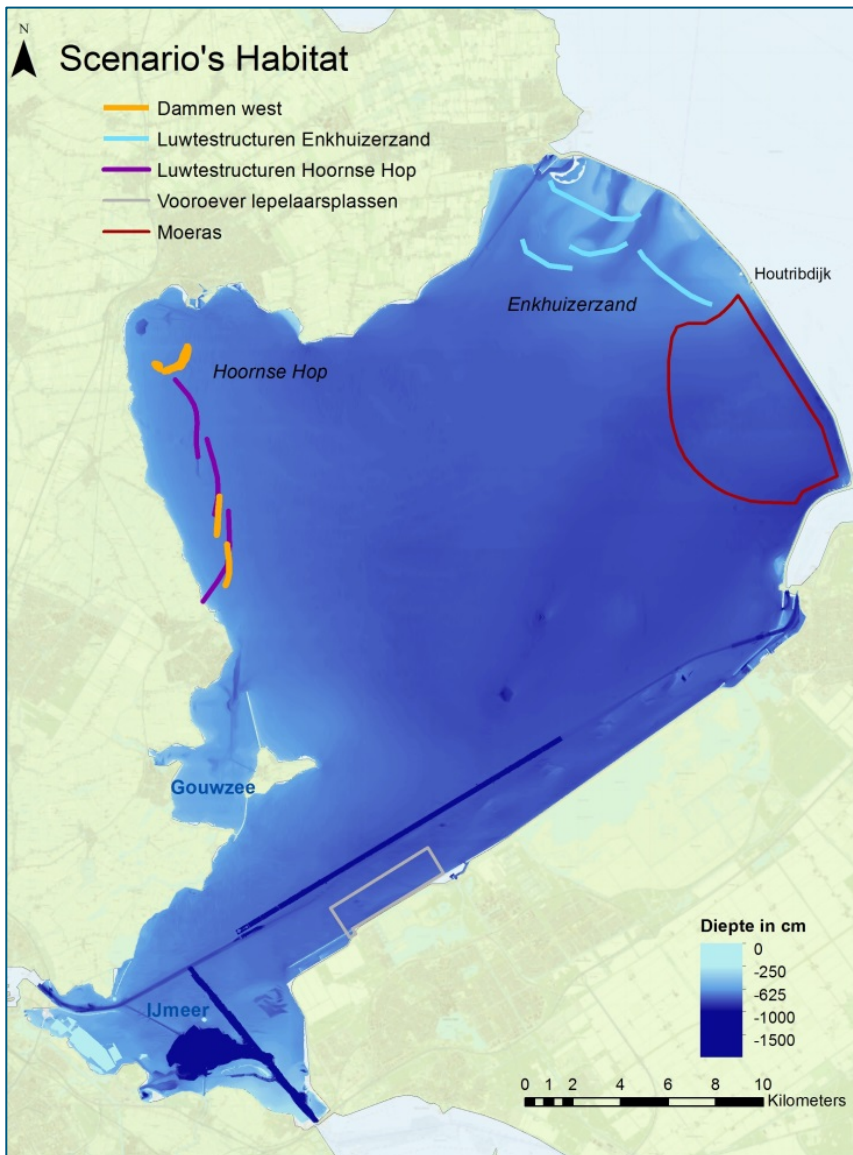 N
Scenario's Habitat
Dammen west
Luwtestructuren Enkhuizerzand
Luwtestructuren Hoornse Hop
Vooroever lepelaarsplassen
Moeras
Houtribdijk
Enkhuizerzand
Hoornse Hop
Gouwzee
IJmeer
Diepte in cm
0
-250
-625
-1000
-1500
0 1 2 4 6 8 10
Kilometers